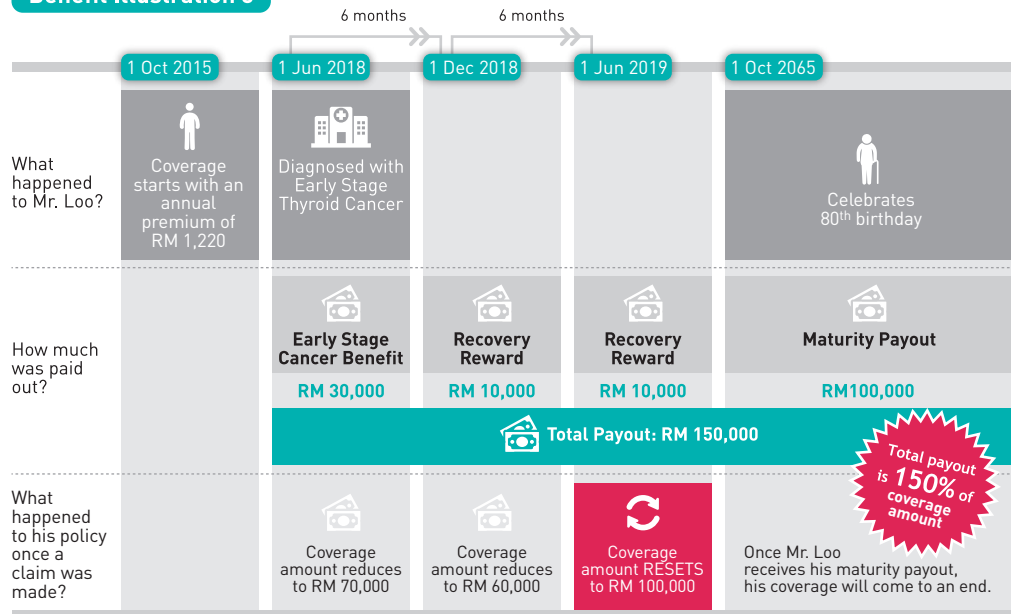 6 months
6 months
1 Oct 2015
1 Jun 2018
1 Dec 2018
1 Jun 2019
1 Oct 2065
What
happened
to Mr. Loo?
Coverage
starts with an
annual
premium of
RM 1,220
Diagnosed with
Early Stage
Thyroid Cancer
Celebrates
80th birthday
How much
was paid
out?
Early Stage
Cancer Benefit
RM 30,000
Recovery
Reward
RM 10,000
Recovery
Reward
RM 10,000
Maturity Payout
RM100,000
Total Payout: RM 150,000
Total payout
is 150% of
coverage
amount
What
happened
to his policy
once a
claim was
made?
Coverage
amount reduces
to RM 70,000
Coverage
amount reduces
to RM 60,000
Coverage
amount RESETS
to RM 100,000
Once Mr. Loo
receives his maturity payout,
his coverage will come to an end.